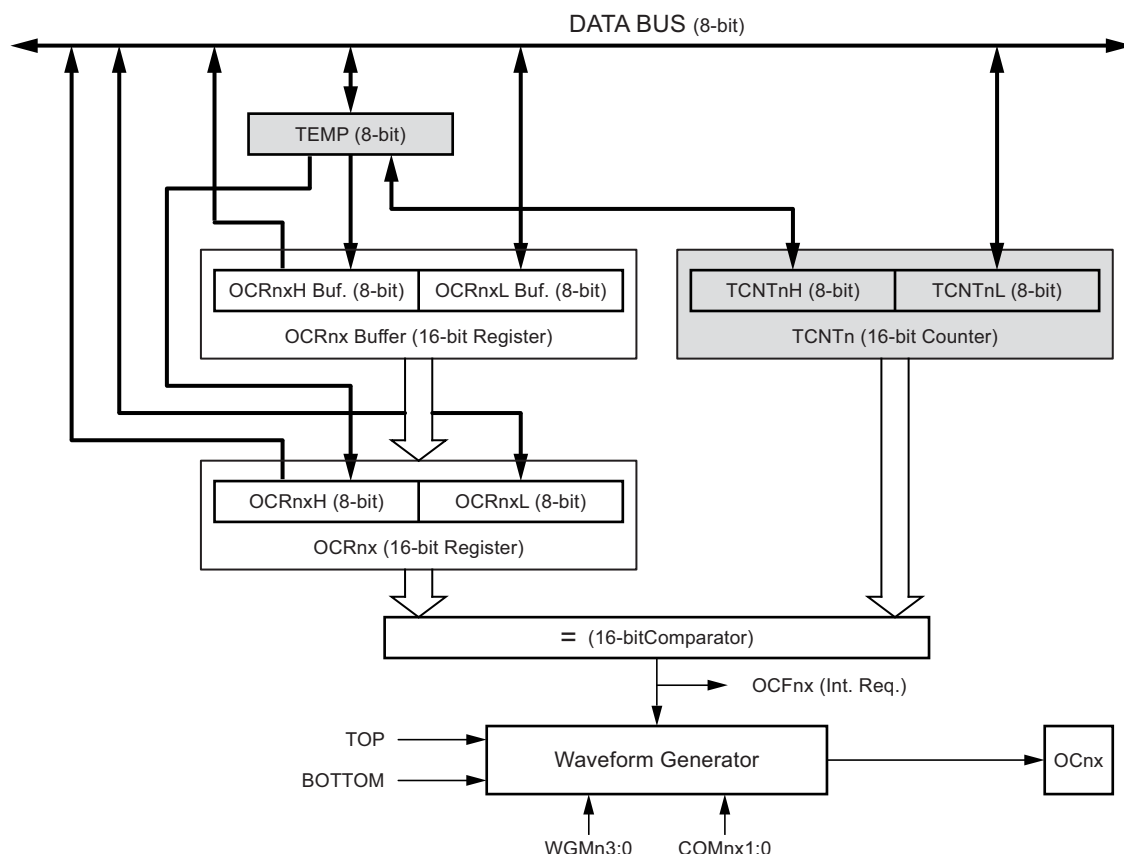 DATA BUS (8-bit)
TEMP (8-bit)
OCRnxH Buf. (8-bit)
OCRnxL Buf. (8-bit)
TCNTnH (8-bit)
TCNTnL (8-bit)
OCRnx Buffer (16-bit Register)
TCNTn (16-bit Counter)
OCRnxH (8-bit)
OCRnxL (8-bit)
OCRnx (16-bit Register)
= (16-bitComparator)
OCFnx (Int. Req.)
TOP
Waveform Generator
OCnx
BOTTOM
WGMn3:0
COMnx1:0